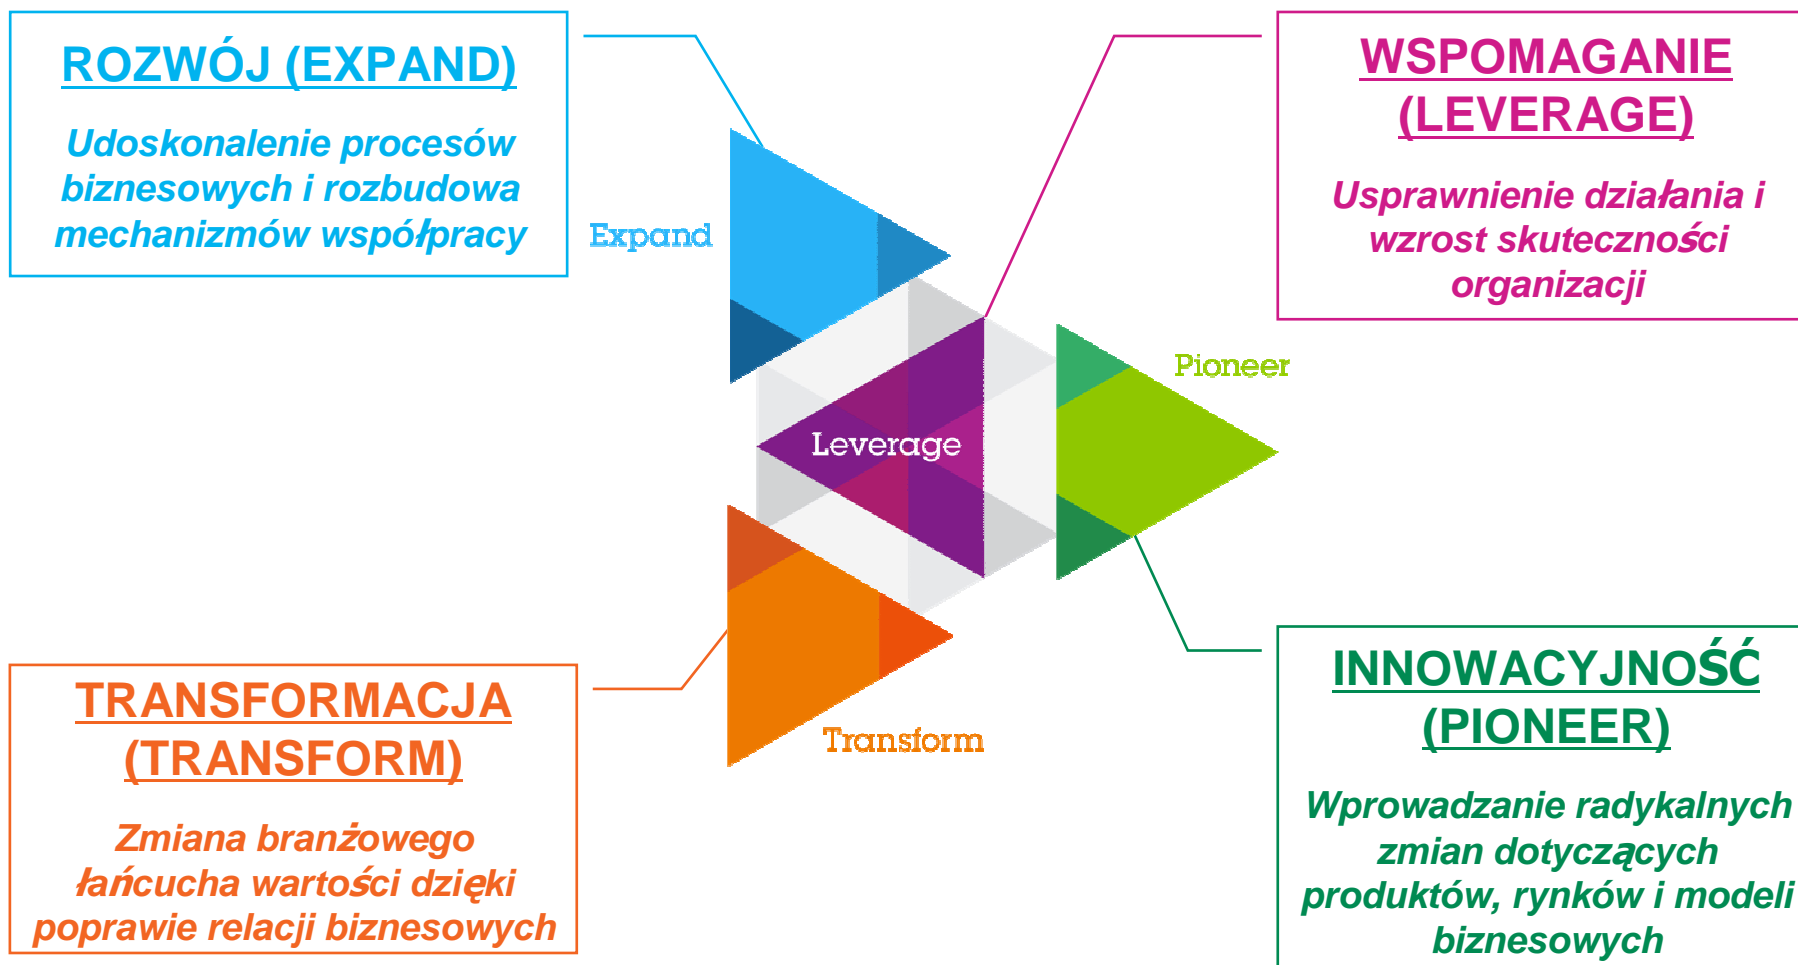 ROZWÓJ (EXPAND)
Udoskonalenie procesów
biznesowych i rozbudowa
mechanizmów współpracy
WSPOMAGANIE
(LEVERAGE)
Usprawnienie działania i
wzrost skuteczności
organizacji
Expand
Pioneer
Leverage
Transform
TRANSFORMACJA
(TRANSFORM)
Zmiana branżowego
łańcucha wartości dzięki
poprawie relacji biznesowych
INNOWACYJNOŚĆ
(PIONEER)
Wprowadzanie radykalnych
zmian dotyczących
produktów, rynków i modeli
biznesowych